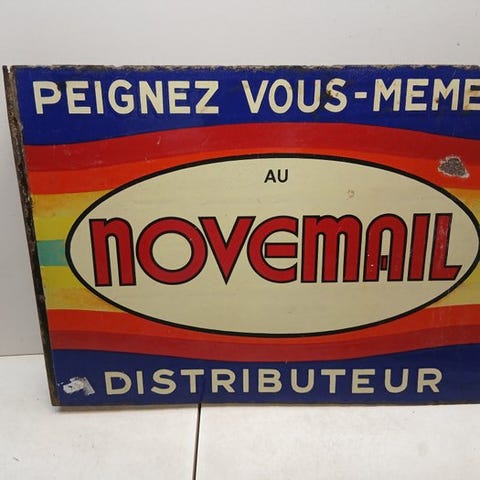 PEIGNEZ VOUS-MEME
AU
NOVEMAIL
DISTRIBUTEUR